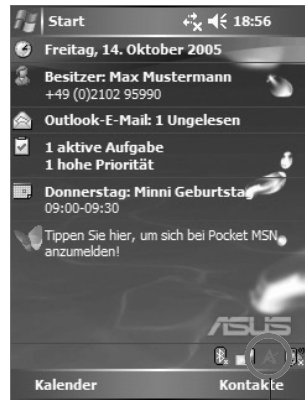 Start 18:56
Freitag, 14. Oktober 2005
Besitzer: Max Mustermann
+49 (0)2102 95990
Outlook-E-Mail: 1 Ungelesen
1 aktive Aufgabe
1 hohe Priorität
Donnerstag: Minni Geburtstag
09:00-09:30
Tippen Sie hier, um sich bei Pocket MSN
anzumelden!
ASUS
A
Kalender Kontakte